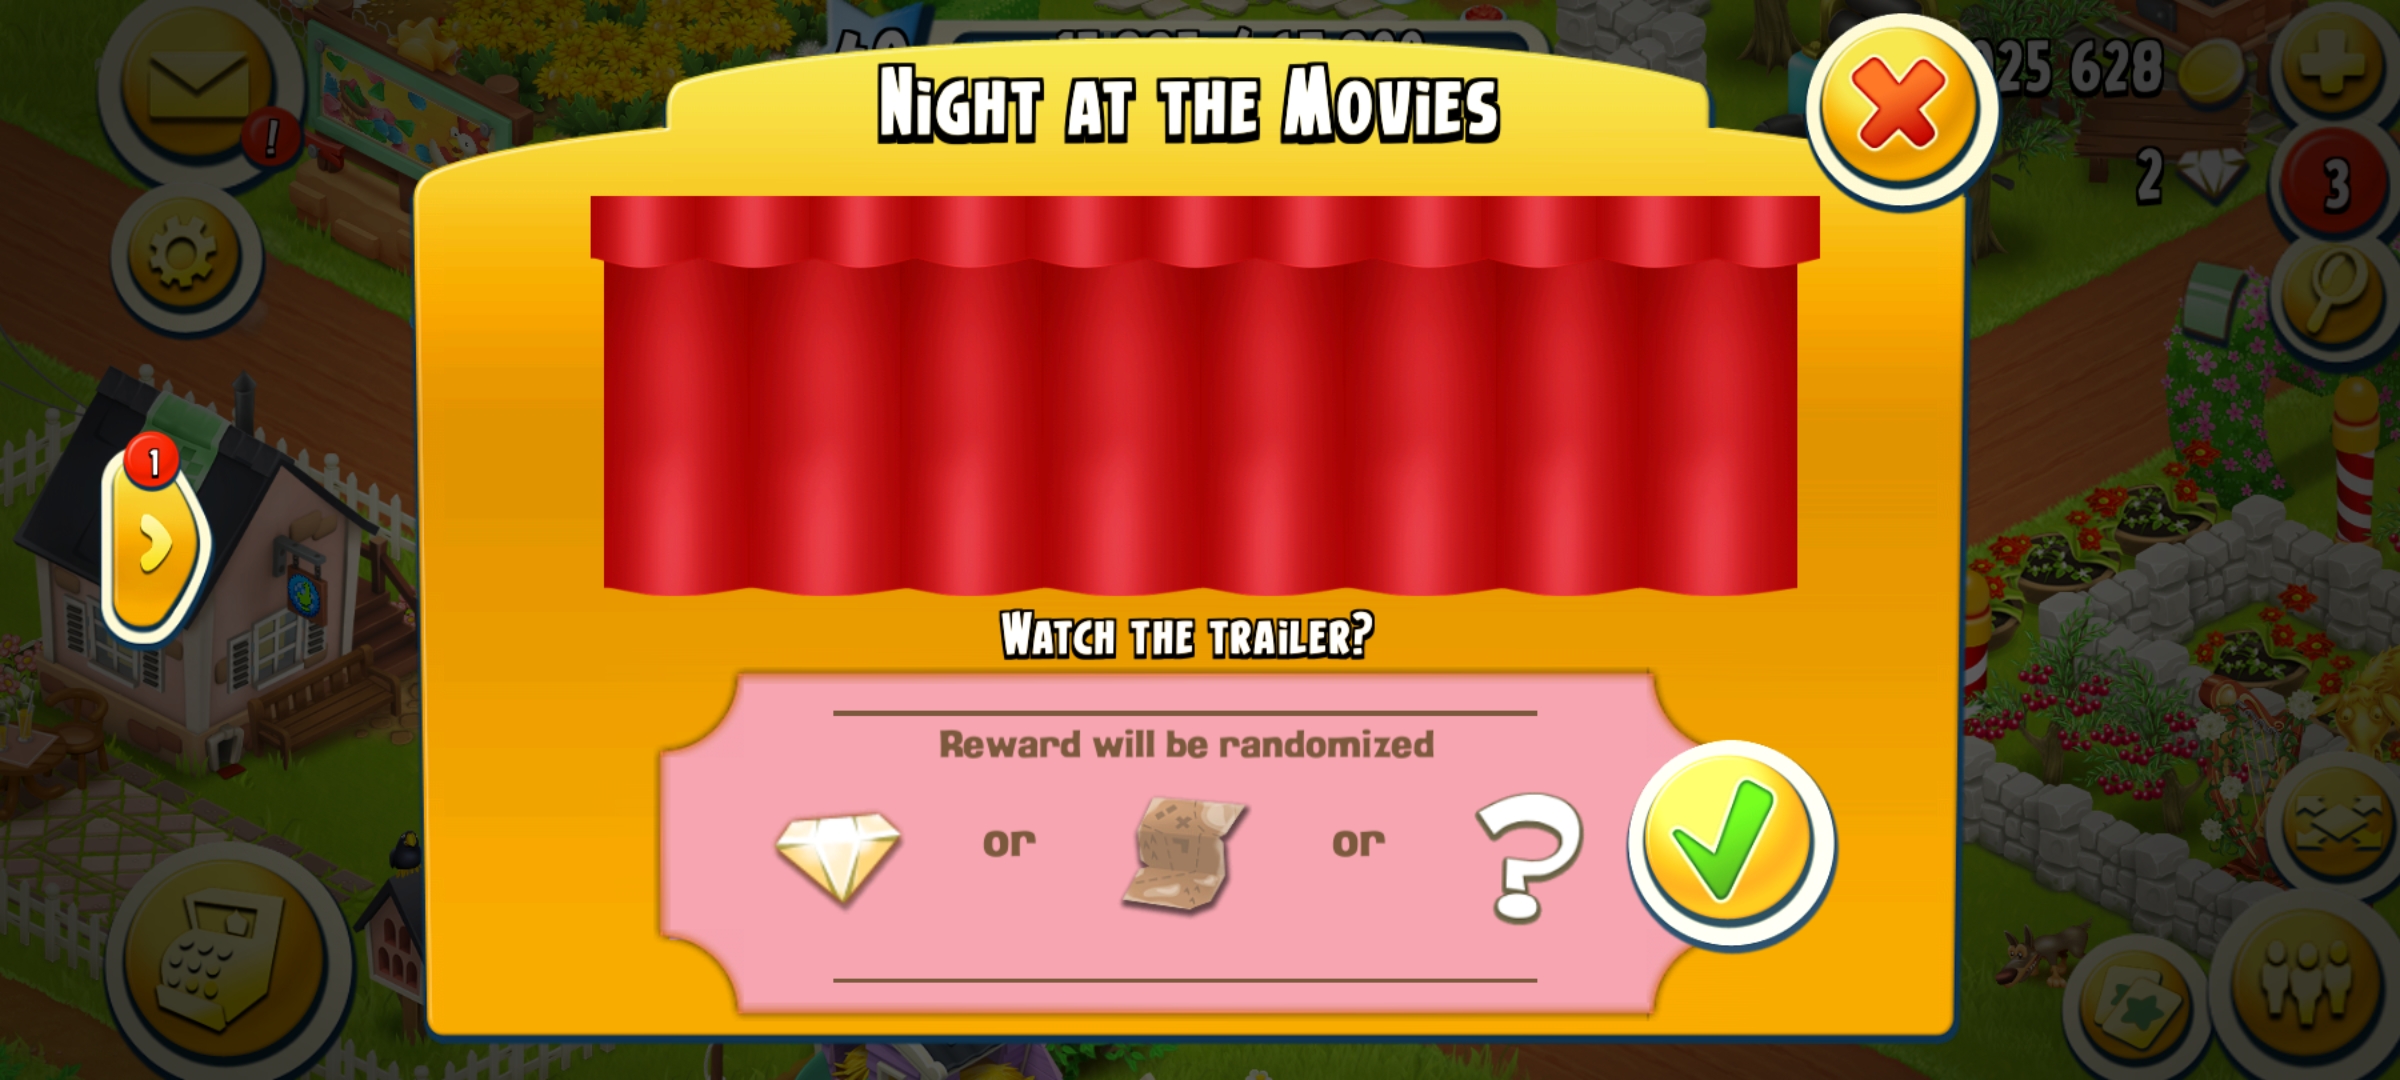 NiGHT AT THE MOViES
25 628
2
3
!
1
WATCH THE TRAiLER?
Reward will be randomized
or
or
?